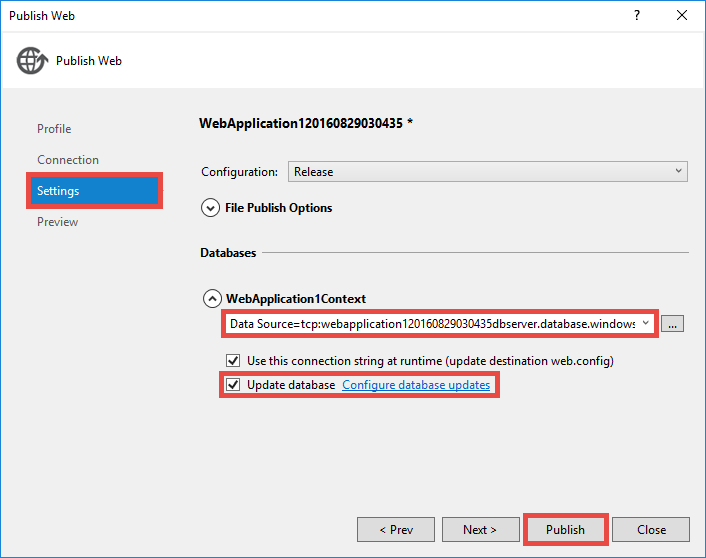 Publish Web
?
Publish Web
Profile
Connection
Settings
Preview
WebApplication120160829030435 *
Configuration: Release
File Publish Options
Databases
WebApplication1Context
Data Source=tcp:webapplication120160829030435dbserver.database.windows
...
Use this connection string at runtime (update destination web.config)
Update database Configure database updates
< Prev Next > Publish Close